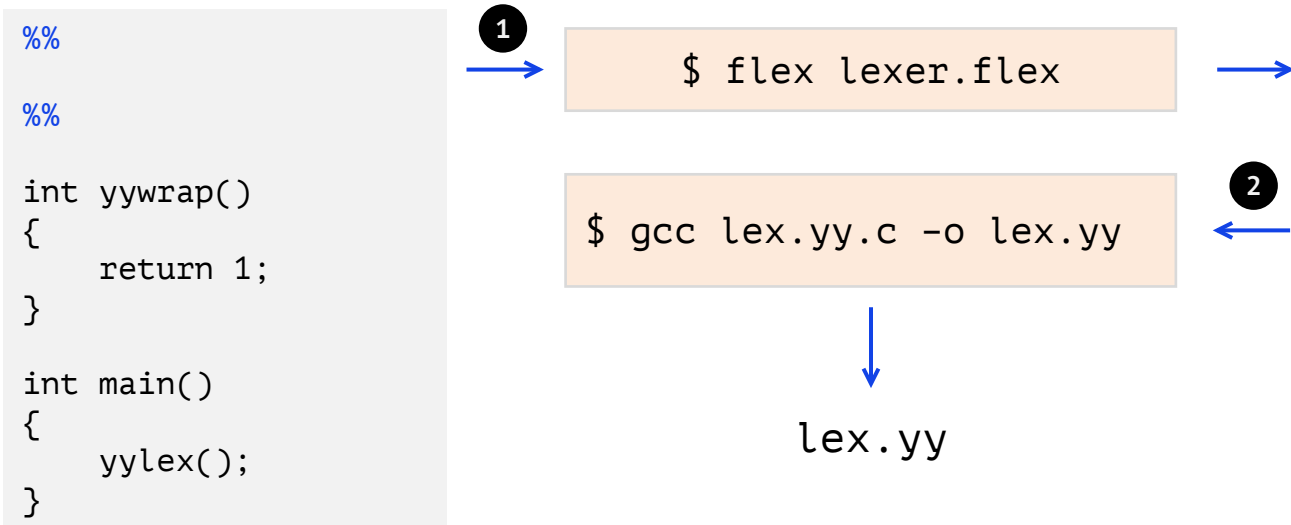 %%
%%
int yywrap()
{
    return 1;
}
int main()
{
    yylex();
}
1
$ flex lexer.flex
2
$ gcc lex.yy.c –o lex.yy
lex.yy